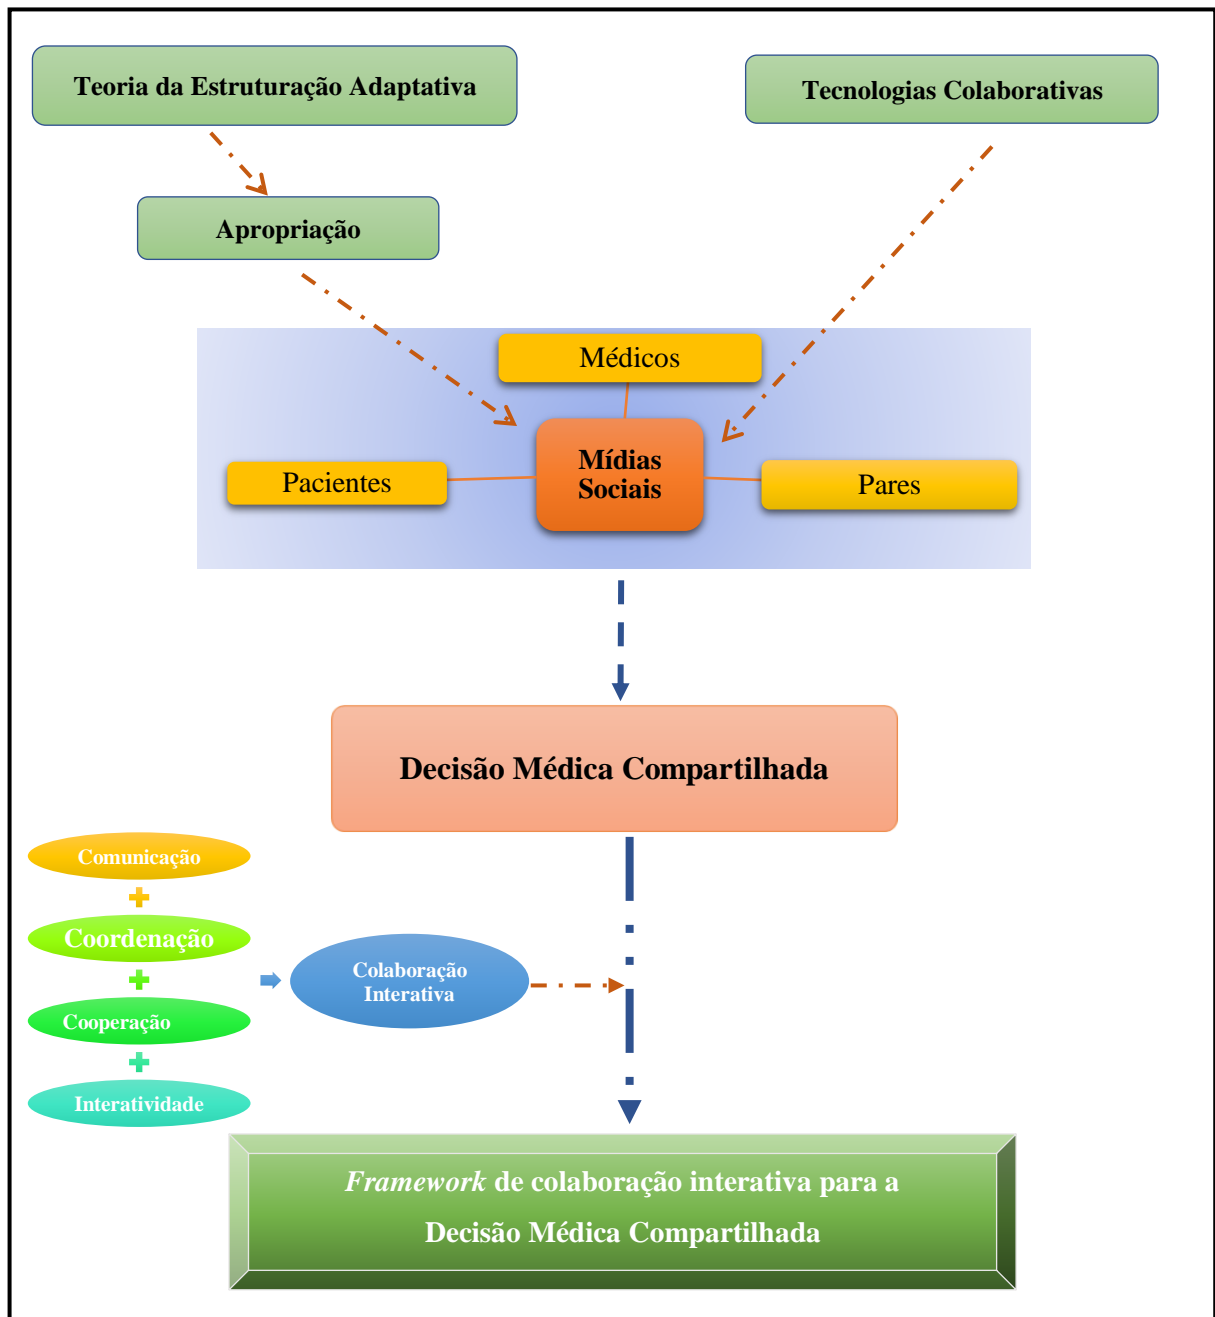 Teoria da Estruturação Adaptativa
Tecnologias Colaborativas
Apropriação
Médicos
Mídias
Sociais
Pacientes
Pares
Decisão Médica Compartilhada
Comunicação
Coordenação
Cooperação
Interatividade
Colaboração
Interativa
Framework de colaboração interativa para a
Decisão Médica Compartilhada